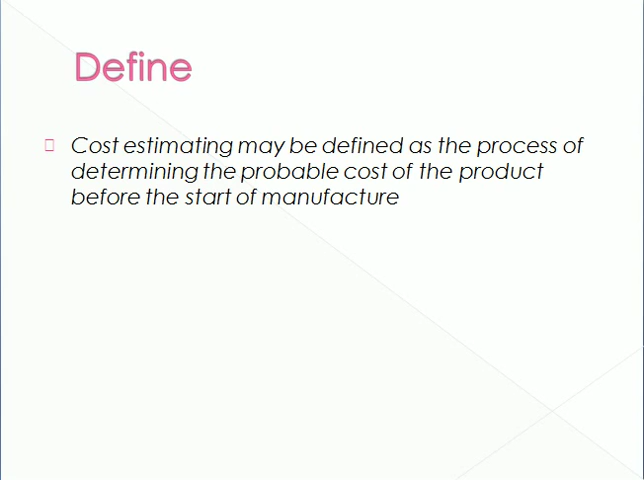 Define
Cost estimating may be defined as the process of
determining the probable cost of the product
before the start of manufacture